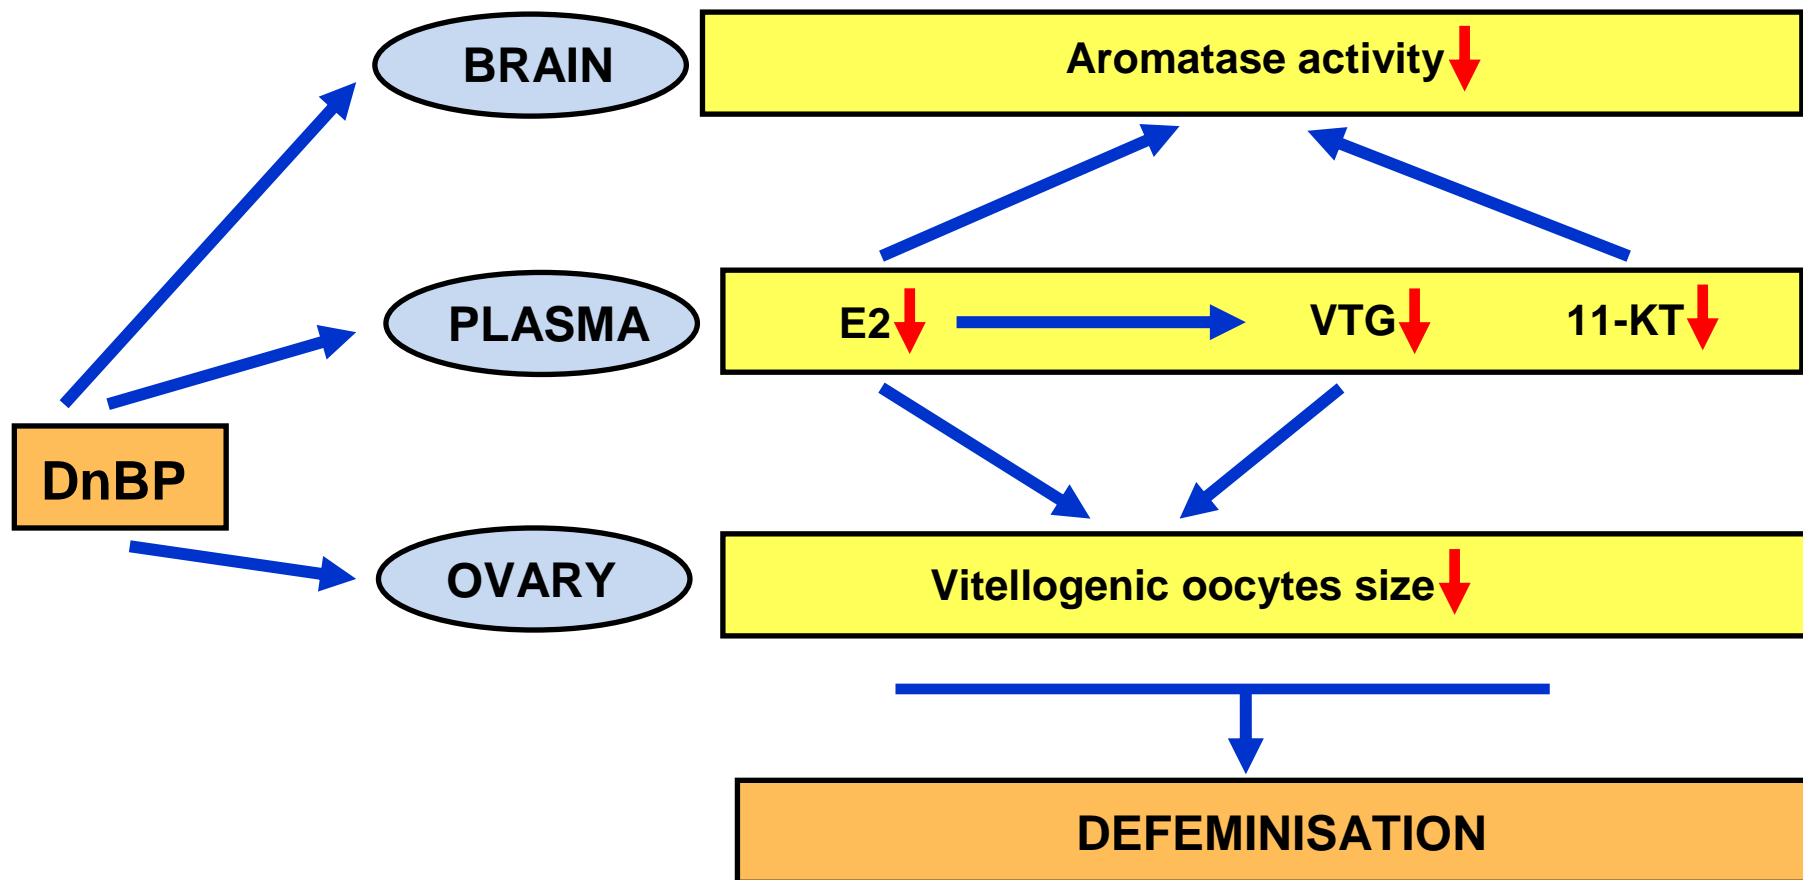 BRAIN
Aromatase activity
PLASMA
E2
VTG
11-KT
DnBP
OVARY
Vitellogenic oocytes size
DEFEMINISATION